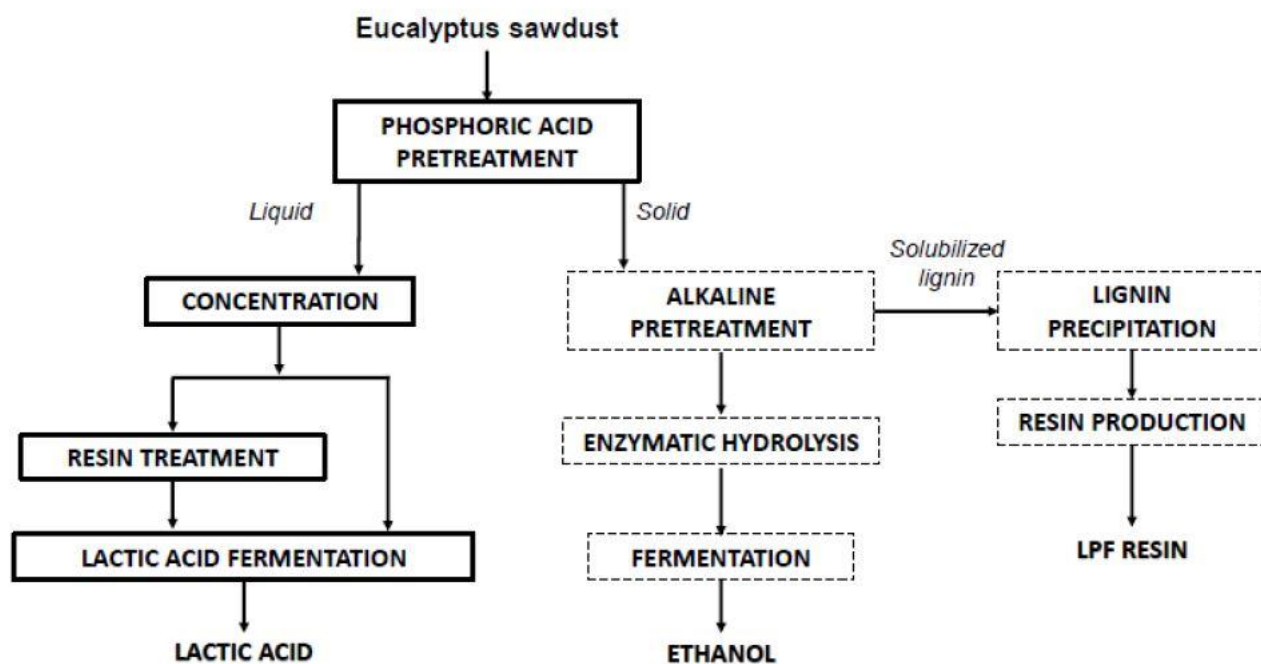 Eucalyptus sawdust
PHOSPHORIC ACID
PRETREATMENT
Liquid
Solid
Solubilized
lignin
CONCENTRATION
ALKALINE
PRETREATMENT
LIGNIN
PRECIPITATION
RESIN TREATMENT
ENZYMATIC HYDROLYSIS
RESIN PRODUCTION
LACTIC ACID FERMENTATION
FERMENTATION
LPF RESIN
LACTIC ACID
ETHANOL